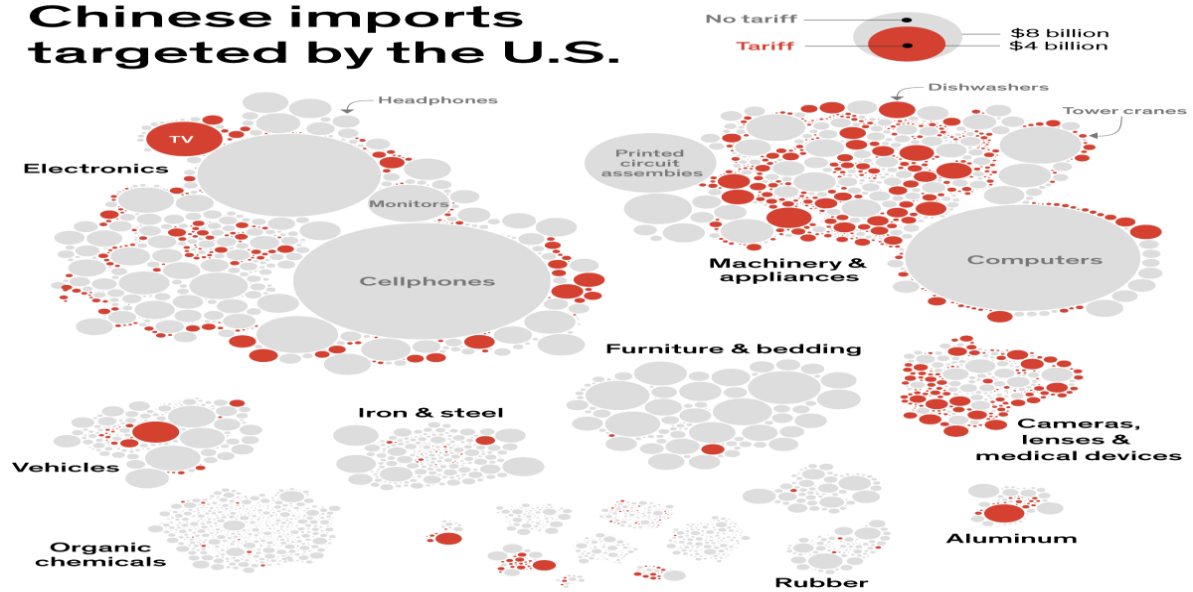 Chinese imports
targeted by the U.S.
No tariff
Tariff
$8 billion
$4 billion
Headphones
TV
Electronics
Monitors
Cellphones
Dishwashers
Tower cranes
Printed
circuit
assemblies
Machinery &
appliances
Computers
Furniture & bedding
Iron & steel
Vehicles
Cameras,
lenses &
medical devices
Organic
chemicals
Aluminum
Rubber